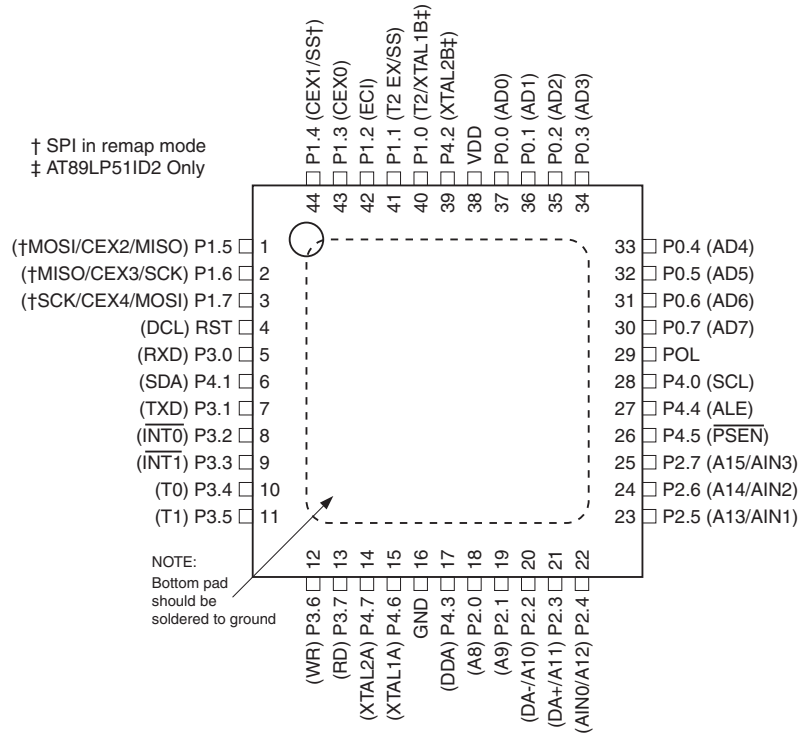 † SPI in remap mode
‡ AT89LP51ID2 Only
P1.4 (CEX1/SS†)
P1.3 (CEX0)
P1.2 (ECI)
P1.1 (T2 EX/SS)
P1.0 (T2/XTAL1B‡)
P4.2 (XTAL2B‡)
VDD
P0.0 (AD0)
P0.1 (AD1)
P0.2 (AD2)
P0.3 (AD3)
44
43
42
41
40
39
38
37
36
35
34
(†MOSI/CEX2/MISO) P1.5 1
(†MISO/CEX3/SCK) P1.6 2
(†SCK/CEX4/MOSI) P1.7 3
(DCL) RST 4
(RXD) P3.0 5
(SDA) P4.1 6
(TXD) P3.1 7
(INT0) P3.2 8
(INT1) P3.3 9
(T0) P3.4 10
(T1) P3.5 11
33 P0.4 (AD4)
32 P0.5 (AD5)
31 P0.6 (AD6)
30 P0.7 (AD7)
29 POL
28 P4.0 (SCL)
27 P4.4 (ALE)
26 P4.5 (PSEN)
25 P2.7 (A15/AIN3)
24 P2.6 (A14/AIN2)
23 P2.5 (A13/AIN1)
NOTE:
Bottom pad
should be
soldered to ground
12
13
14
15
16
17
18
19
20
21
22
(WR) P3.6
(RD) P3.7
(XTAL2A) P4.7
(XTAL1A) P4.6
GND
(DDA) P4.3
(A8) P2.0
(A9) P2.1
(DA-/A10) P2.2
(DA+/A11) P2.3
(AIN0/A12) P2.4